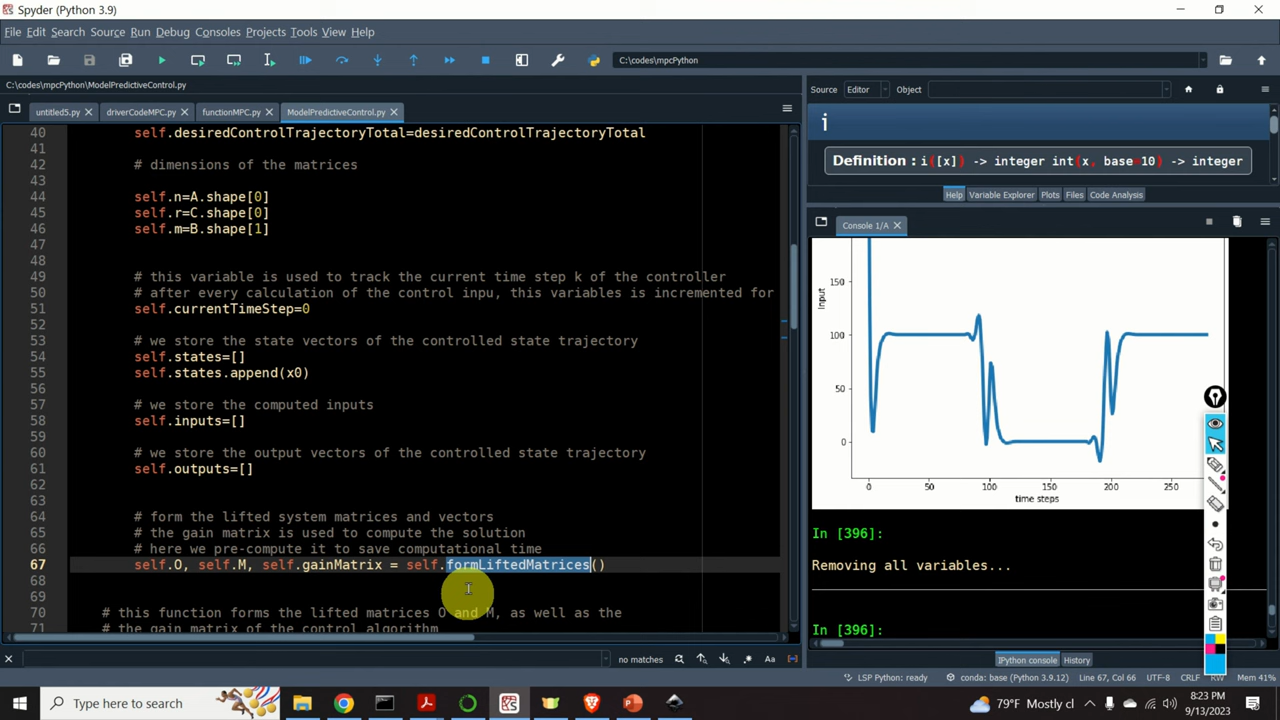 Spyder (Python 3.9)
File Edit Search Source Run Debug Consoles Projects Tools View Help
C:\codes\mpcPython
C:\codes\mpcPython\ModelPredictiveControl.py
untitled5.py
driverCodeMPC.py
functionMPC.py
ModelPredictiveControl.py
40 self.desiredControlTrajectoryTotal=desiredControlTrajectoryTotal
41
42 # dimensions of the matrices
43
44 self.n=A.shape[0]
45 self.r=C.shape[0]
46 self.m=B.shape[1]
47
48
49 # this variable is used to track the current time step k of the controller
50 # after every calculation of the control inpu, this variables is incremented for
51 self.currentTimeStep=0
52
53 # we store the state vectors of the controlled state trajectory
54 self.states=[]
55 self.states.append(x0)
56
57 # we store the computed inputs
58 self.inputs=[]
59
60 # we store the output vectors of the controlled state trajectory
61 self.outputs=[]
62
63
64 # form the lifted system matrices and vectors
65 # the gain matrix is used to compute the solution
66 # here we pre-compute it to save computational time
67 self.O, self.M, self.gainMatrix = self.formLiftedMatrices()
68
69
70 # this function forms the lifted matrices O and M, as well as the
71 # the gain matrix of the control algorithm
no matches
Aa
Source Editor Object
i
Definition : i([x]) -> integer int(x, base=10) -> integer
Help Variable Explorer Plots Files Code Analysis
Console 1/A
150
100
50
0
Input
0 50 100 150 200 250
time steps
In [396]:
Removing all variables...
In [396]:
IPython console History
LSP Python: ready conda: base (Python 3.9.12) Line 67, Col 66 UTF-8 CRLF RW Mem 41%
Type here to search
79°F Mostly cl
8:23 PM
9/13/2023